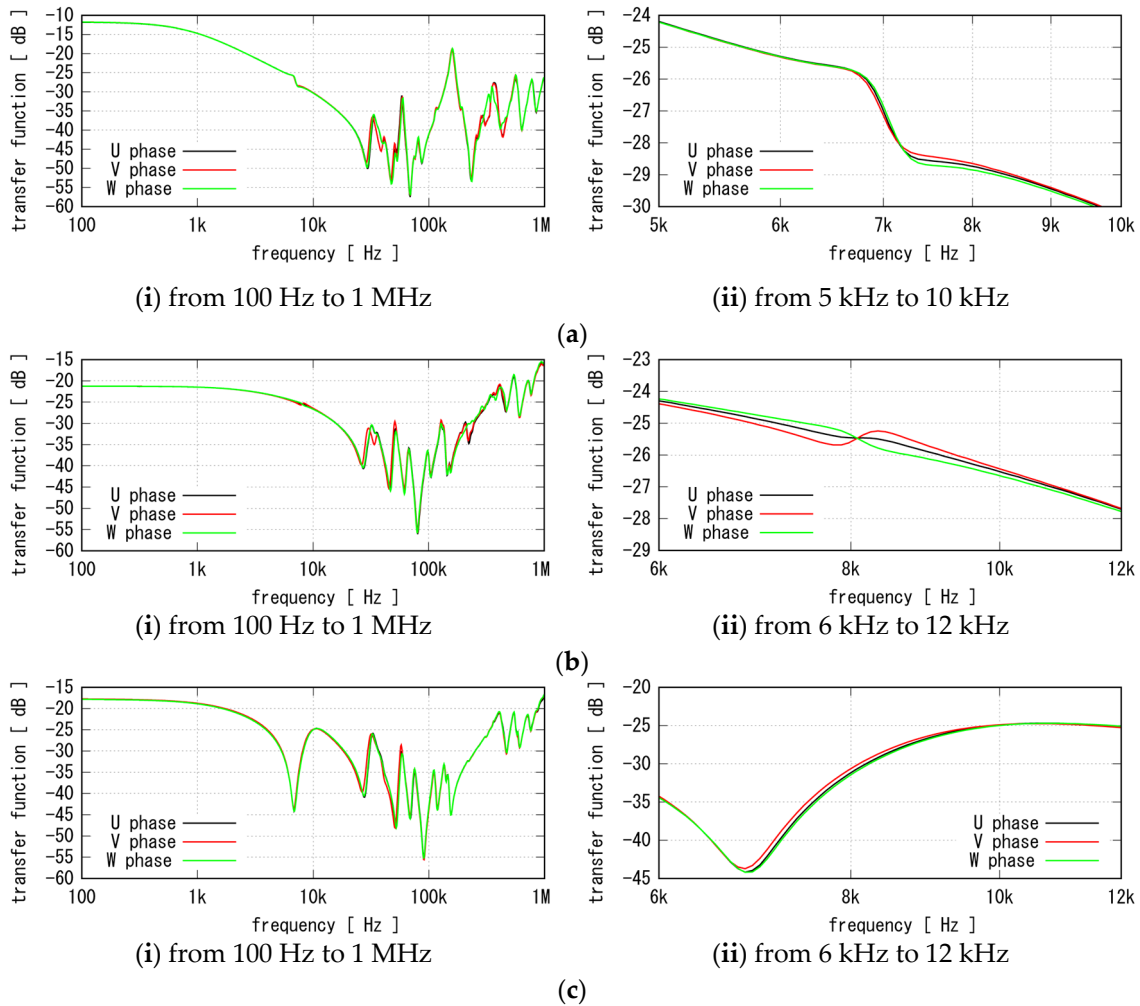 transfer function [ dB ]
-10
-15
-20
-25
-30
-35
-40
-45
-50
-55
-60
U phase
V phase
W phase
100 1k 10k 100k 1M
frequency [ Hz ]
(i) from 100 Hz to 1 MHz
transfer function [ dB ]
-24
-25
-26
-27
-28
-29
-30
U phase
V phase
W phase
5k 6k 7k 8k 9k 10k
frequency [ Hz ]
(ii) from 5 kHz to 10 kHz
(a)
transfer function [ dB ]
-15
-20
-25
-30
-35
-40
-45
-50
-55
-60
U phase
V phase
W phase
100 1k 10k 100k 1M
frequency [ Hz ]
(i) from 100 Hz to 1 MHz
transfer function [ dB ]
-23
-24
-25
-26
-27
-28
-29
U phase
V phase
W phase
6k 8k 10k 12k
frequency [ Hz ]
(ii) from 6 kHz to 12 kHz
(b)
transfer function [ dB ]
-15
-20
-25
-30
-35
-40
-45
-50
-55
-60
U phase
V phase
W phase
100 1k 10k 100k 1M
frequency [ Hz ]
(i) from 100 Hz to 1 MHz
transfer function [ dB ]
-20
-25
-30
-35
-40
-45
U phase
V phase
W phase
6k 8k 10k 12k
frequency [ Hz ]
(ii) from 6 kHz to 12 kHz
(c)